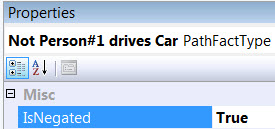 Properties
Not Person#1 drives Car PathFactType
Misc
IsNegated True